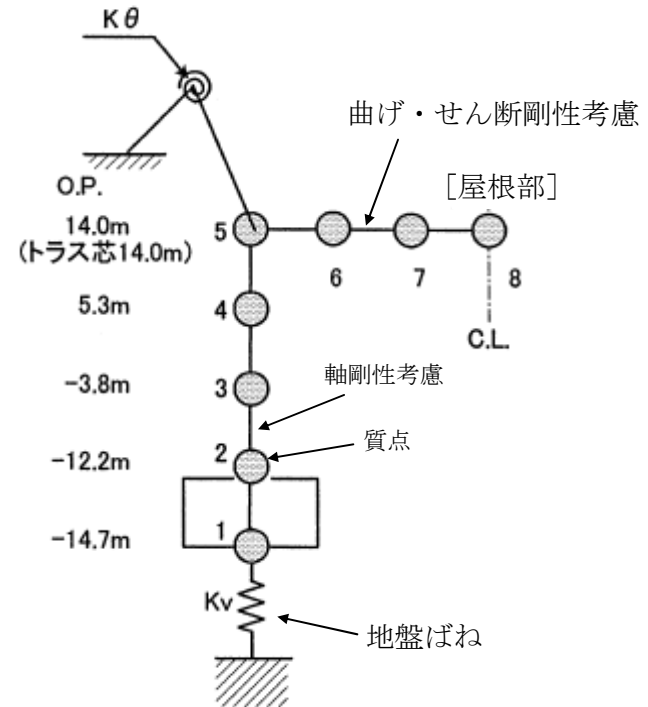 Kθ
曲げ・せん断剛性考慮
O.P.
［屋根部］
14.0m
5
(トラス芯14.0m)
6
7
8
5.3m
4
C.L.
-3.8m
3
軸剛性考慮
-12.2m
2
質点
-14.7m
1
Kv
地盤ばね